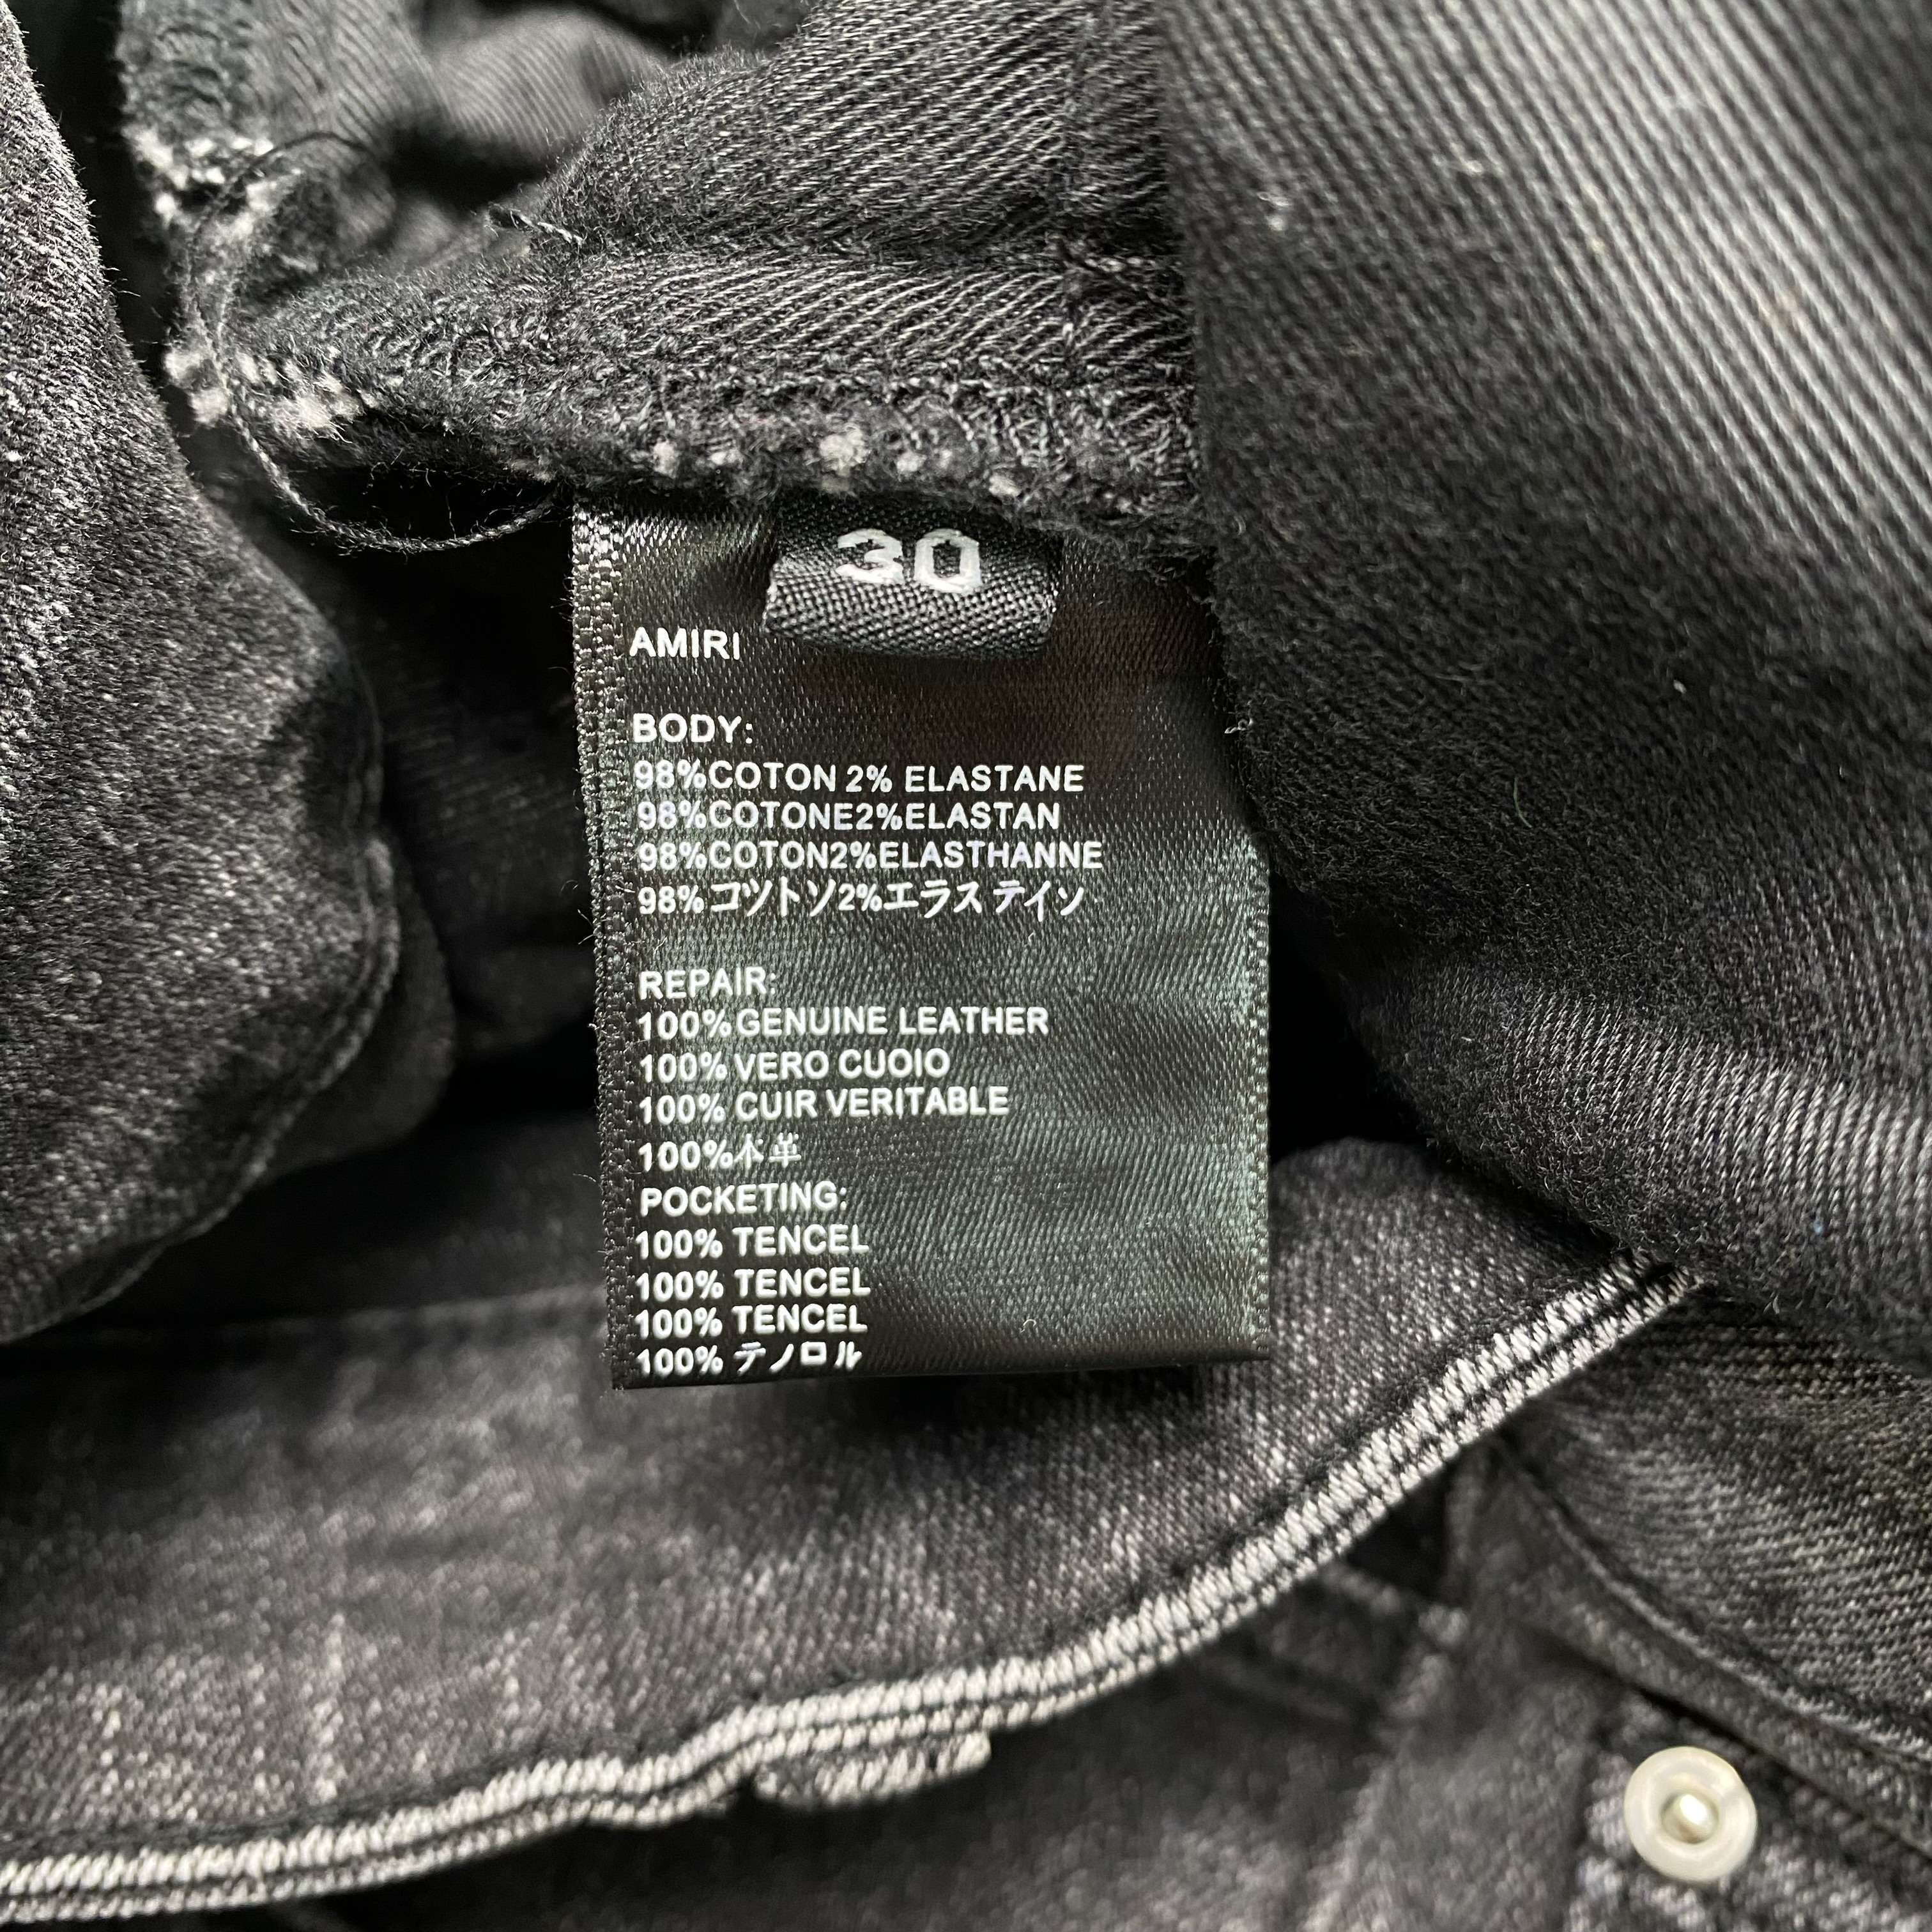 30
AMIRI
BODY:
98%COTON 2% ELASTANE
98%COTONE2%ELASTAN
98%COTON2%ELASTHANNE
98%コツトソ2%エラス テイソ
REPAIR:
100%GENUINE LEATHER
100% VERO CUOIO
100% CUIR VERITABLE
100%本革
POCKETING:
100% TENCEL
100% TENCEL
100% TENCEL
100% テノロル